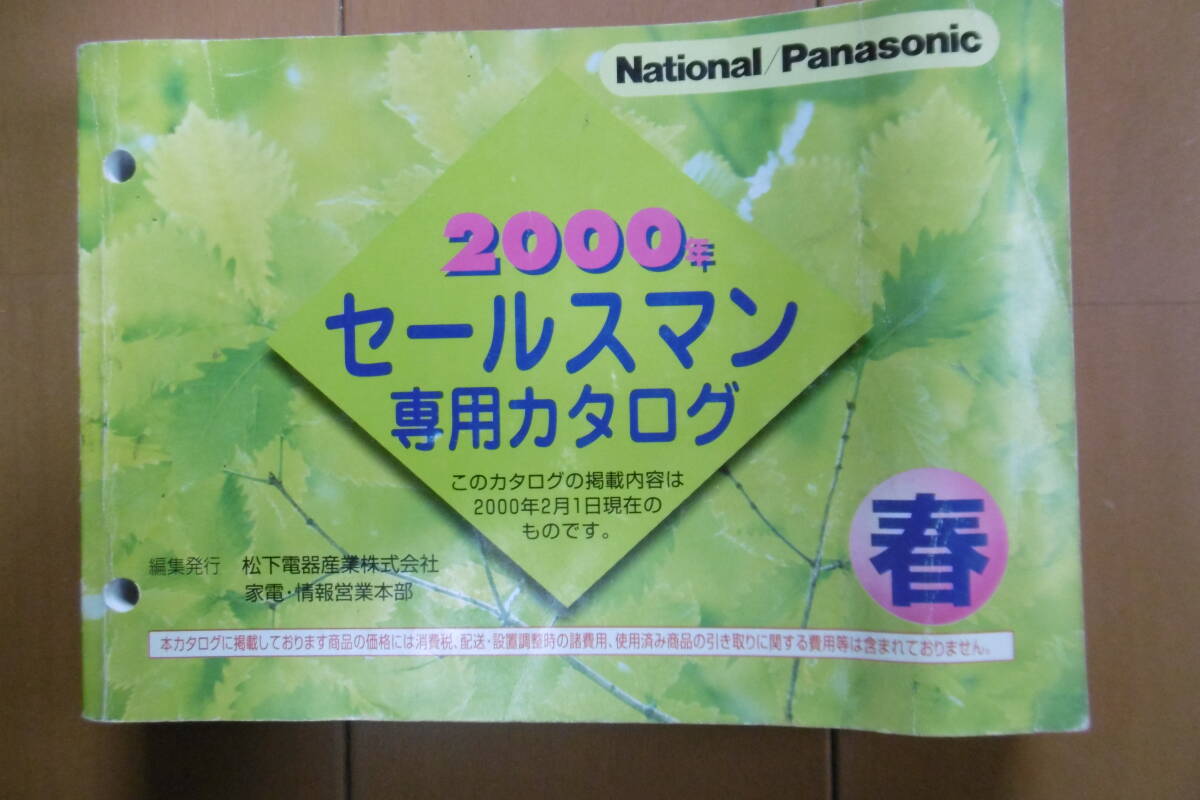 National/Panasonic
2000年
セールスマン
専用カタログ
このカタログの掲載内容は
2000年2月1日現在の
ものです。
春
編集発行 松下電器産業株式会社
家電・情報営業本部
本カタログに掲載しております商品の価格には消費税、配送・設置調整時の諸費用、使用済み商品の引き取りに関する費用等は含まれておりません。